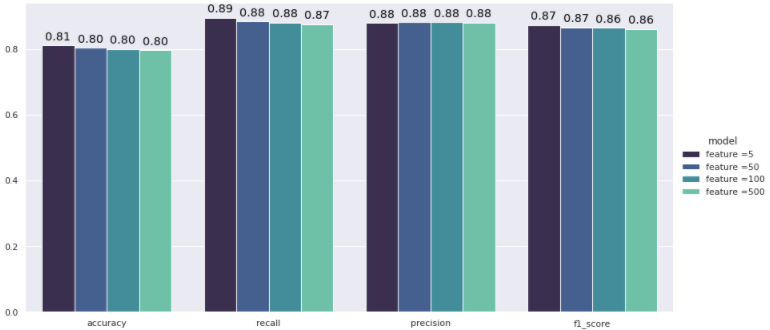 0.81 0.80 0.80 0.80 0.89 0.88 0.88 0.87 0.88 0.88 0.88 0.88 0.87 0.87 0.86 0.86
0.8
0.6
0.4
0.2
0.0
accuracy recall precision f1_score
model
feature =5
feature =50
feature =100
feature =500